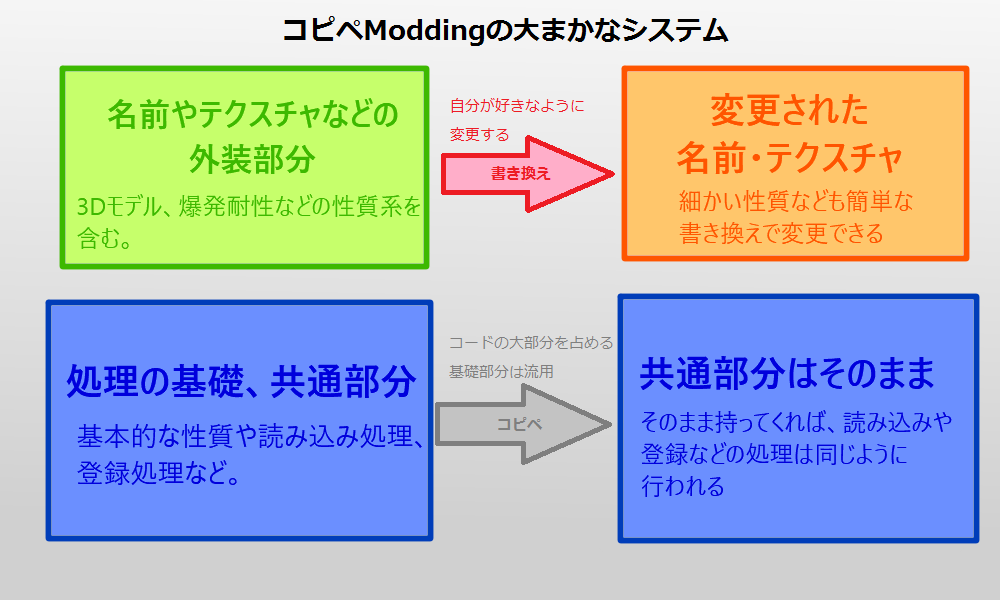 コピペModdingの大まかなシステム
名前やテクスチャなどの
外装部分
3Dモデル、爆発耐性などの性質系を
含む。
自分が好きなように
変更する
書き換え
変更された
名前・テクスチャ
細かい性質なども簡単な
書き換えで変更できる
処理の基礎、共通部分
基本的な性質や読み込み処理、
登録処理など。
コードの大部分を占める
基礎部分は流用
コピペ
共通部分はそのまま
そのまま持ってくれば、読み込みや
登録などの処理は同じように
行われる